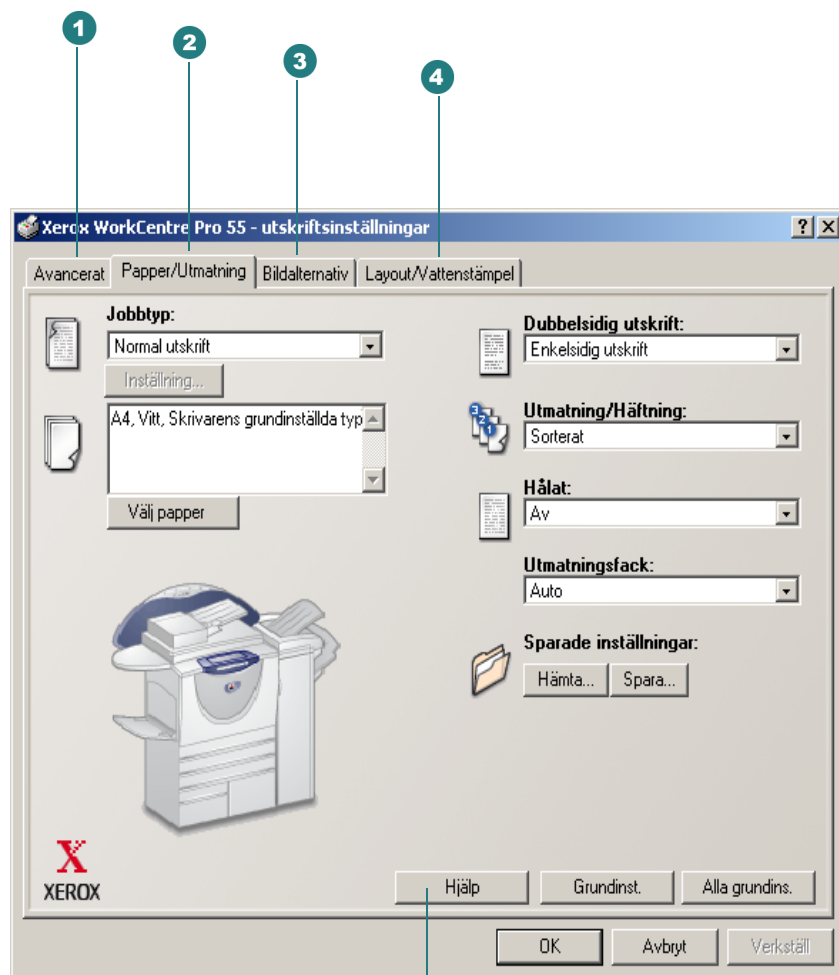 1
2
3
4
Xerox WorkCentre Pro 55 - utskriftsinställningar
Avancerat Papper/Utmatning Bildalternativ Layout/Vattenstämpel
Jobbtyp:
Normal utskrift
Inställning...
A4, Vitt, Skrivarens grundinställda typ
Välj papper
Dubbelsidig utskrift:
Enkelsidig utskrift
Utmatning/Häftning:
Sorterat
Hålat:
Av
Utmatningsfack:
Auto
Sparade inställningar:
Hämta... Spara...
X
XEROX
Hjälp Grundinst. Alla grundins.
OK Avbryt Verkställ